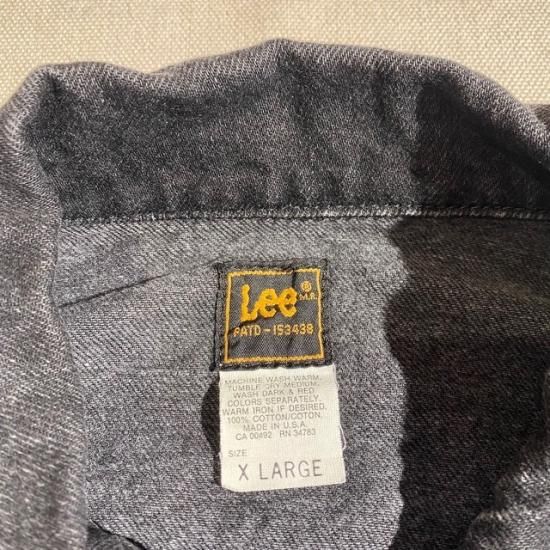 Lee® M.R.
PATD-153438
MACHINE WASH WARM,
TUMBLE DRY MEDIUM,
WASH DARK & RED
COLORS SEPARATELY.
WARM IRON IF DESIRED.
100% COTTON/COTON.
MADE IN U.S.A.
CA 00492 RN 34783
SIZE
X LARGE